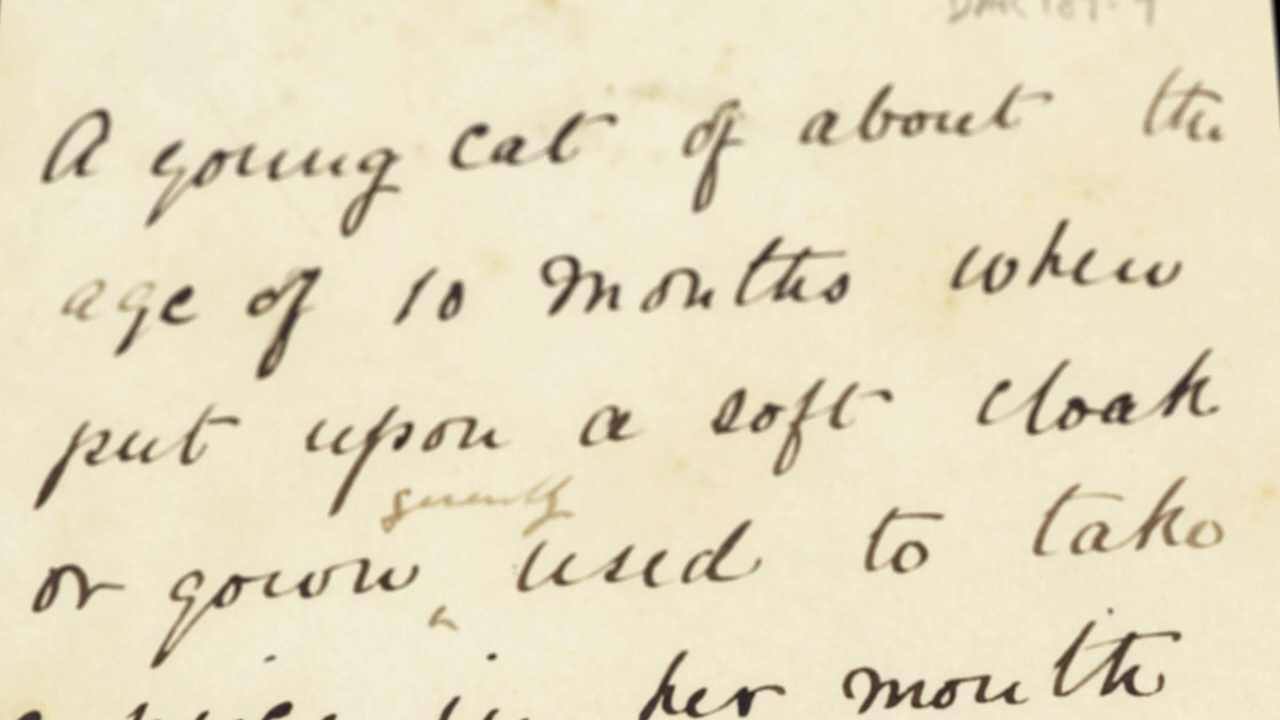 A young cat of about the
age of 10 months when
put upon a soft cloak
generally
or gown ‸ used to take
her mouth